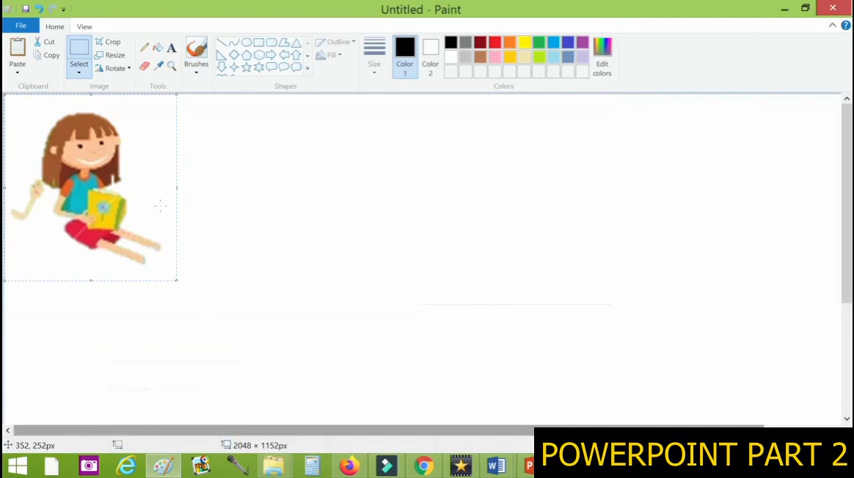 Untitled - Paint
File
Home
View
Paste
Cut
Copy
Clipboard
Select
Crop
Resize
Rotate
Image
A
Tools
Brushes
Shapes
Outline
Fill
Size
Color 1
Color 2
Edit colors
Colors
352, 252px
2048 × 1152px
POWERPOINT PART 2